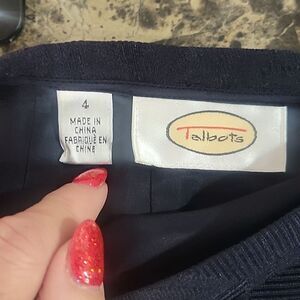 4
MADE IN
CHINA
FABRIQUÉ EN
CHINE
Talbots